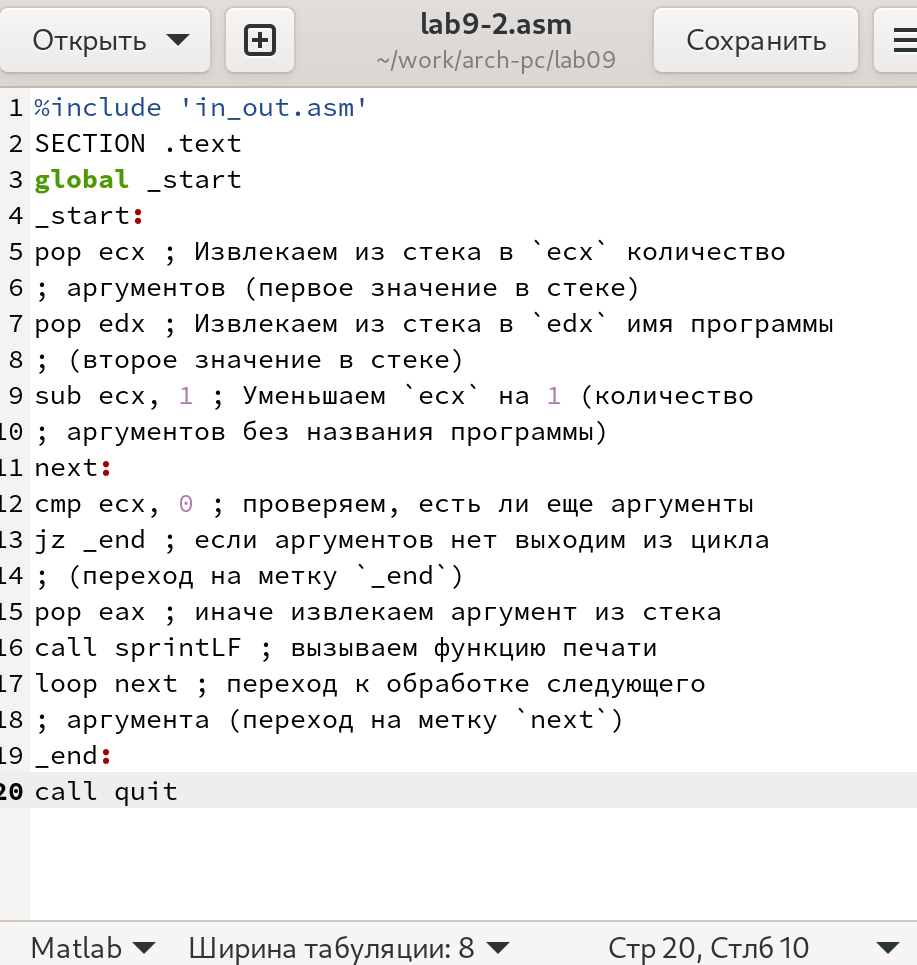 Открыть
lab9-2.asm
~/work/arch-pc/lab09
Сохранить
1 %include 'in_out.asm'
2 SECTION .text
3 global _start
4 _start:
5 pop ecx ; Извлекаем из стека в `ecx` количество
6 ; аргументов (первое значение в стеке)
7 pop edx ; Извлекаем из стека в `edx` имя программы
8 ; (второе значение в стеке)
9 sub ecx, 1 ; Уменьшаем `ecx` на 1 (количество
10 ; аргументов без названия программы)
11 next:
12 cmp ecx, 0 ; проверяем, есть ли еще аргументы
13 jz _end ; если аргументов нет выходим из цикла
14 ; (переход на метку `_end`)
15 pop eax ; иначе извлекаем аргумент из стека
16 call sprintLF ; вызываем функцию печати
17 loop next ; переход к обработке следующего
18 ; аргумента (переход на метку `next`)
19 _end:
20 call quit
Matlab Ширина табуляции: 8 Стр 20, Стлб 10